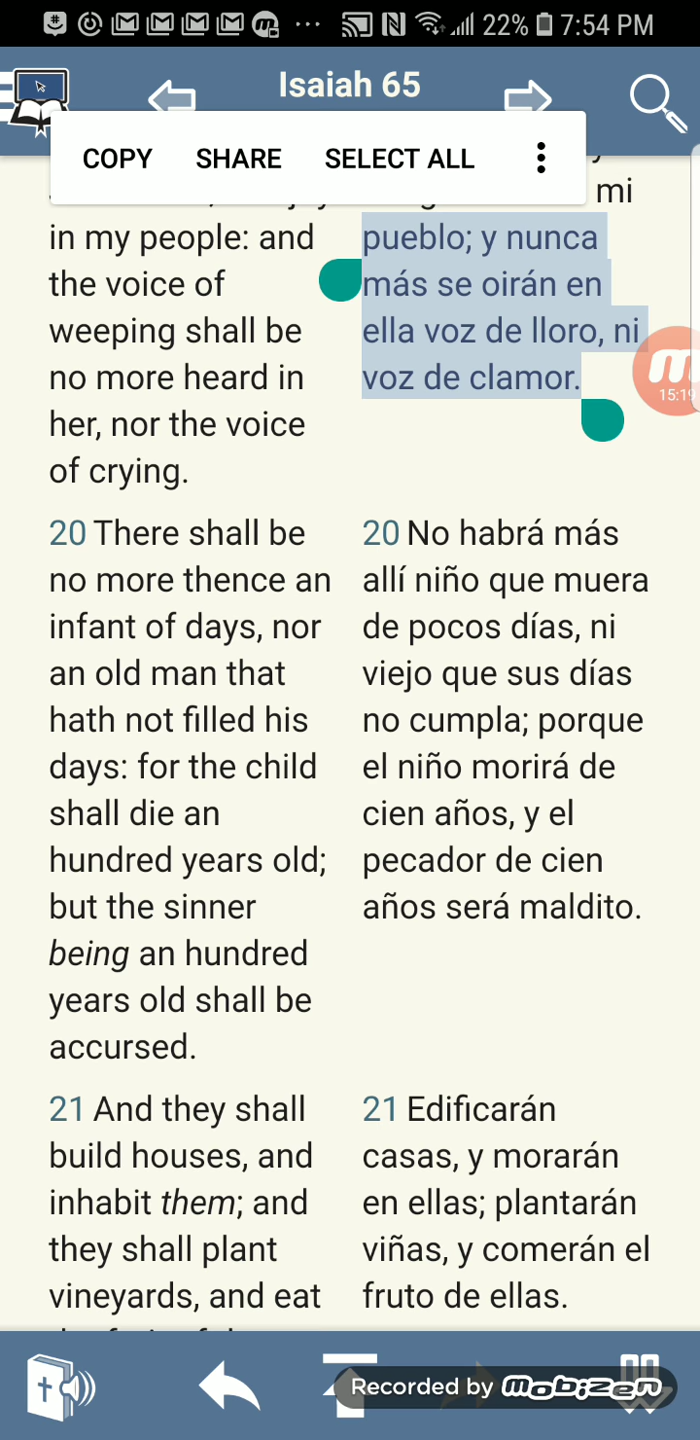 22% 7:54 PM
Isaiah 65
COPY SHARE SELECT ALL
in my people: and
the voice of
weeping shall be
no more heard in
her, nor the voice
of crying.
20 There shall be
no more thence an
infant of days, nor
an old man that
hath not filled his
days: for the child
shall die an
hundred years old;
but the sinner
being an hundred
years old shall be
accursed.
21 And they shall
build houses, and
inhabit them; and
they shall plant
vineyards, and eat
mi
pueblo; y nunca
más se oirán en
ella voz de lloro, ni
voz de clamor.
20 No habrá más
allí niño que muera
de pocos días, ni
viejo que sus días
no cumpla; porque
el niño morirá de
cien años, y el
pecador de cien
años será maldito.
21 Edificarán
casas, y morarán
en ellas; plantarán
viñas, y comerán el
fruto de ellas.
15:19
Recorded by mobizen